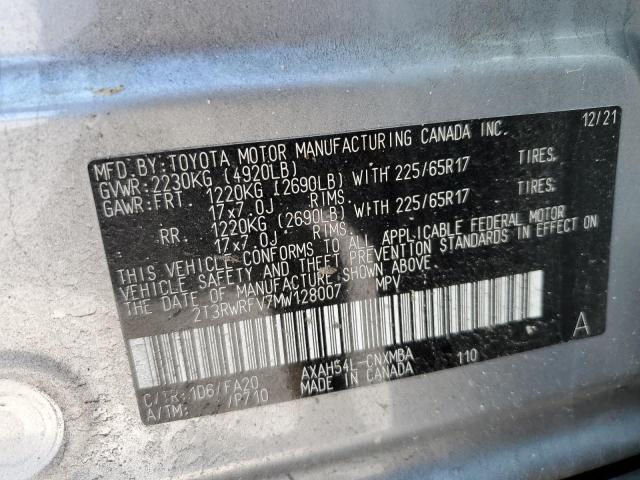 MFD. BY: TOYOTA MOTOR MANUFACTURING CANADA INC. 12/21
GVWR: 2230KG (4920LB)
GAWR: FRT. 1220KG (2690LB) WITH 225/65R17 TIRES.
17x7.0J RIMS.
RR. 1220KG (2690LB) WITH 225/65R17 TIRES.
17x7.0J RIMS.
THIS VEHICLE CONFORMS TO ALL APPLICABLE FEDERAL MOTOR
VEHICLE SAFETY AND THEFT PREVENTION STANDARDS IN EFFECT ON
THE DATE OF MANUFACTURE SHOWN ABOVE.
2T3RWRFV7MW128007 MPV
A
C/TR: 1D6/FA20 AXAH54L-CNXMBA 110
A/TM: /P710 MADE IN CANADA